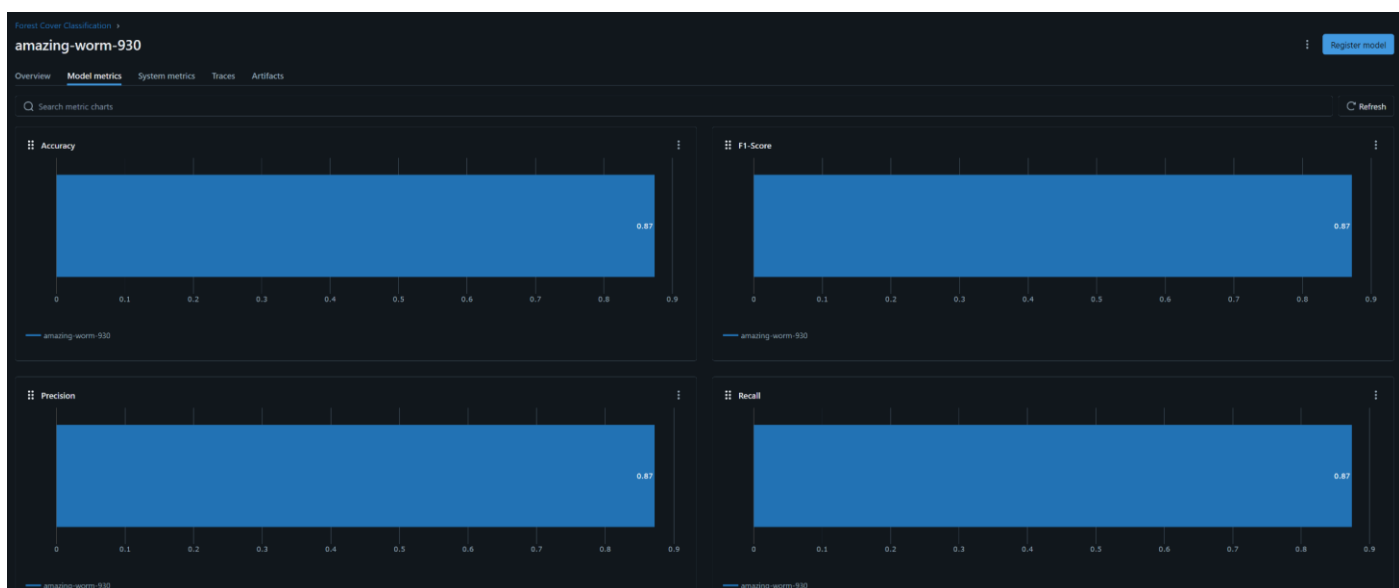 Forest Cover Classification ›
amazing-worm-930
Register model
Overview Model metrics System metrics Traces Artifacts
Search metric charts
Refresh
Accuracy
0.87
0 0.1 0.2 0.3 0.4 0.5 0.6 0.7 0.8 0.9
amazing-worm-930
F1-Score
0.87
0 0.1 0.2 0.3 0.4 0.5 0.6 0.7 0.8 0.9
amazing-worm-930
Precision
0.87
0 0.1 0.2 0.3 0.4 0.5 0.6 0.7 0.8 0.9
amazing-worm-930
Recall
0.87
0 0.1 0.2 0.3 0.4 0.5 0.6 0.7 0.8 0.9
amazing-worm-930